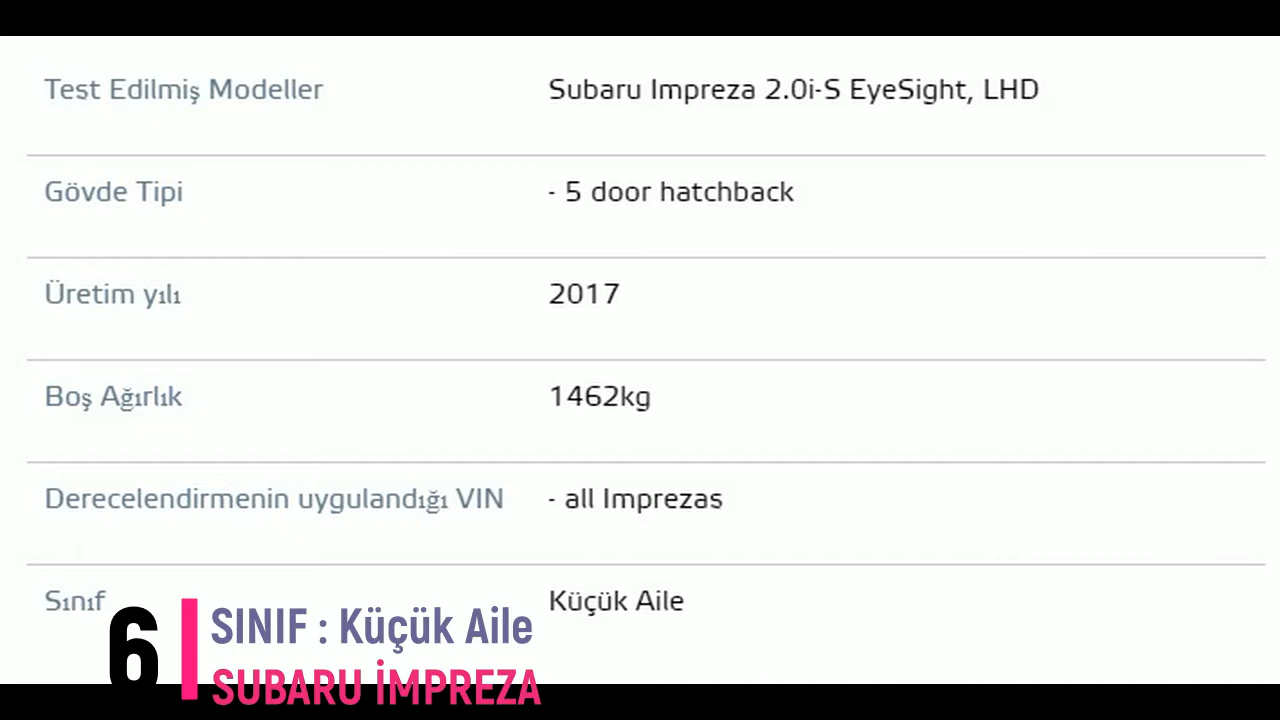 Test Edilmiş Modeller Subaru Impreza 2.0i-S EyeSight, LHD
Gövde Tipi - 5 door hatchback
Üretim yılı 2017
Boş Ağırlık 1462kg
Derecelendirmenin uygulandığı VIN - all Imprezas
Sınıf Küçük Aile
6
SINIF : Küçük Aile
SUBARU İMPREZA